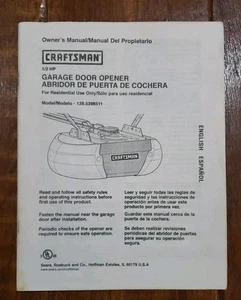 Owner's Manual/Manual Del Propietario
CRAFTSMAN
1/2 HP
GARAGE DOOR OPENER
ABRIDOR DE PUERTA DE COCHERA
For Residential Use Only/Sólo para uso residencial
Model/Modelo - 139.5399511
CRAFTSMAN
ENGLISH
ESPAÑOL
Read and follow all safety rules
and operating instructions before
first use of this product.
Fasten the manual near the garage
door after installation.
Periodic checks of the opener are
required to ensure safe operation.
Leer y seguir todas las reglas de
seguridad y las instrucciones de
operación antes de usar este
producto por primera vez.
Guardar este manual cerca de la
puerta de la cochera.
Se deben realizar revisiones
periódicas del abridor de puertas
para asegurar su operación
segura.
Sears, Roebuck and Co., Hoffman Estates, IL 60179 U.S.A